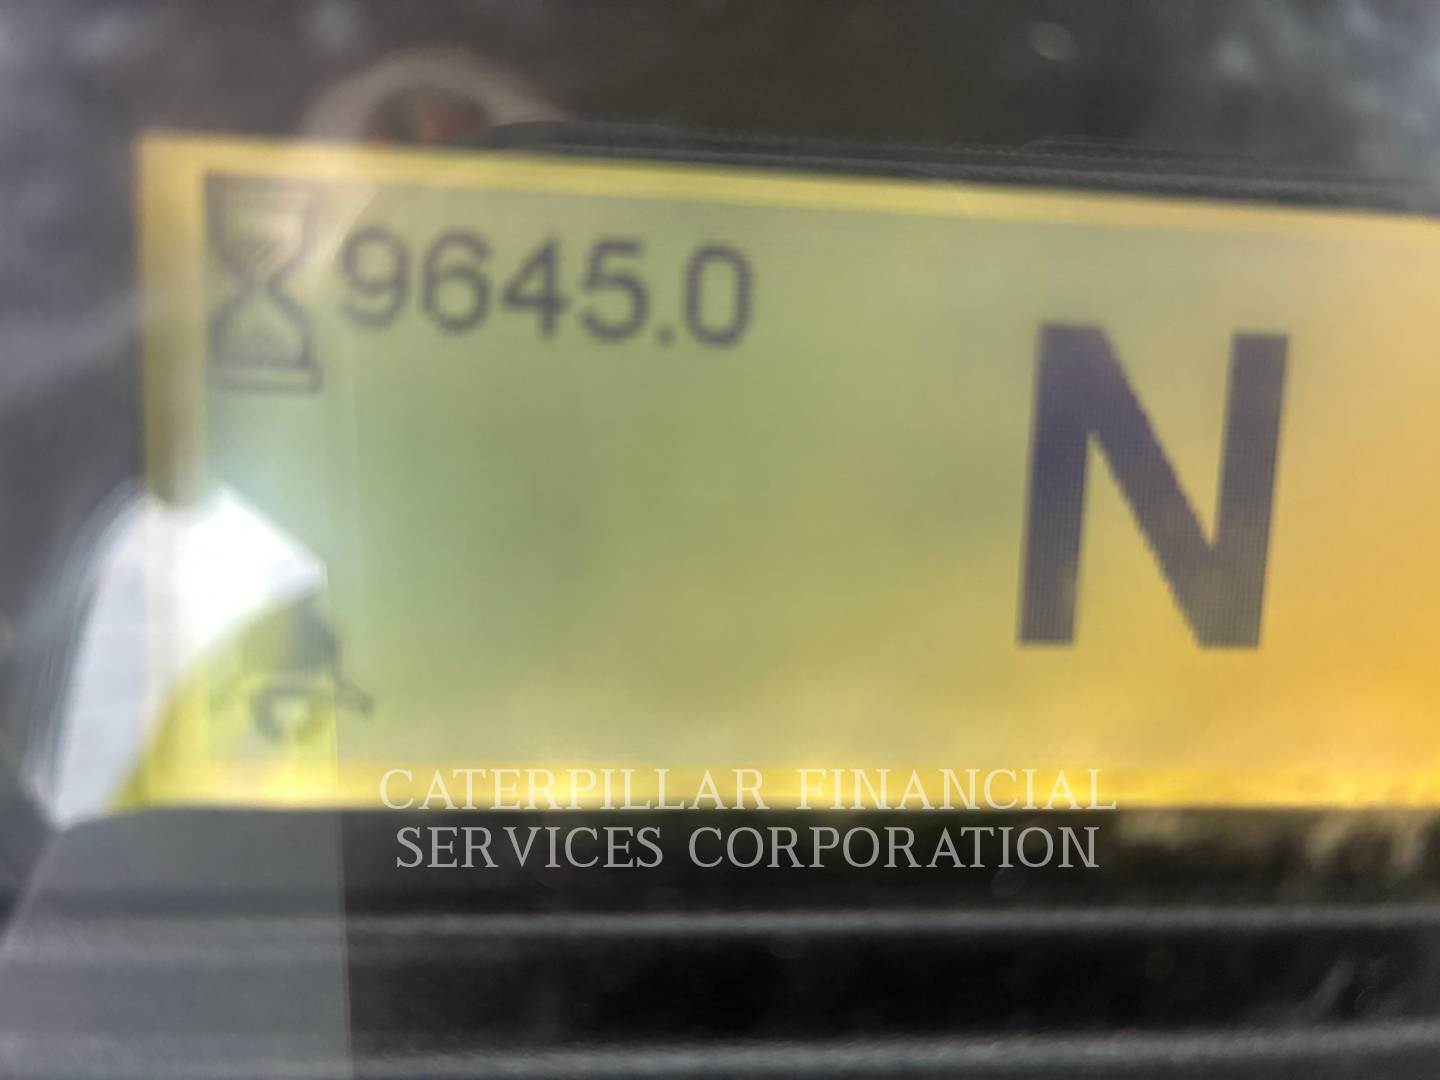 9645.0
N
c
CATERPILLAR FINANCIAL
SERVICES CORPORATION